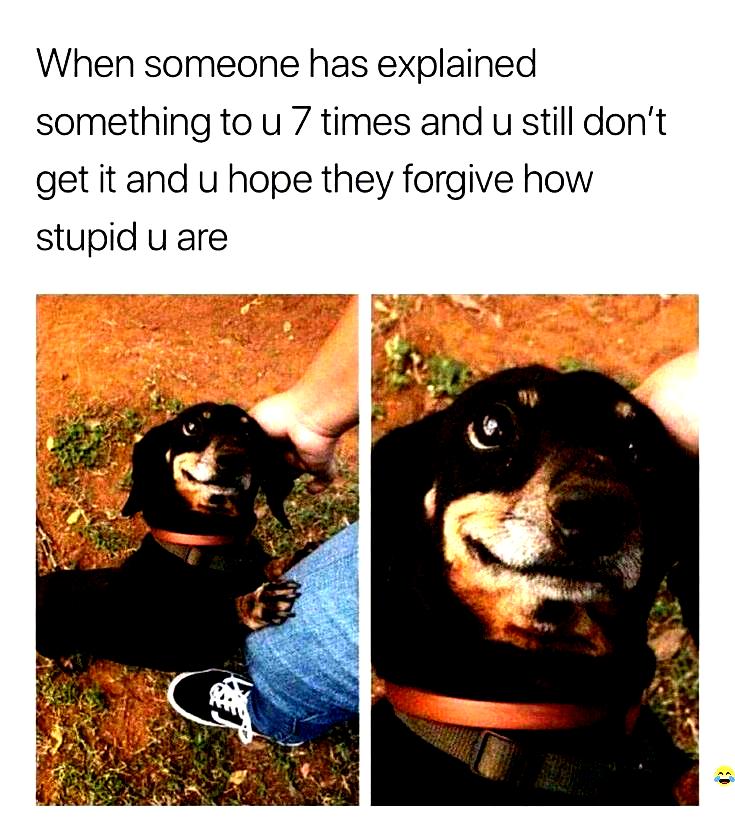 When someone has explained
something to u 7 times and u still don't
get it and u hope they forgive how
stupid u are